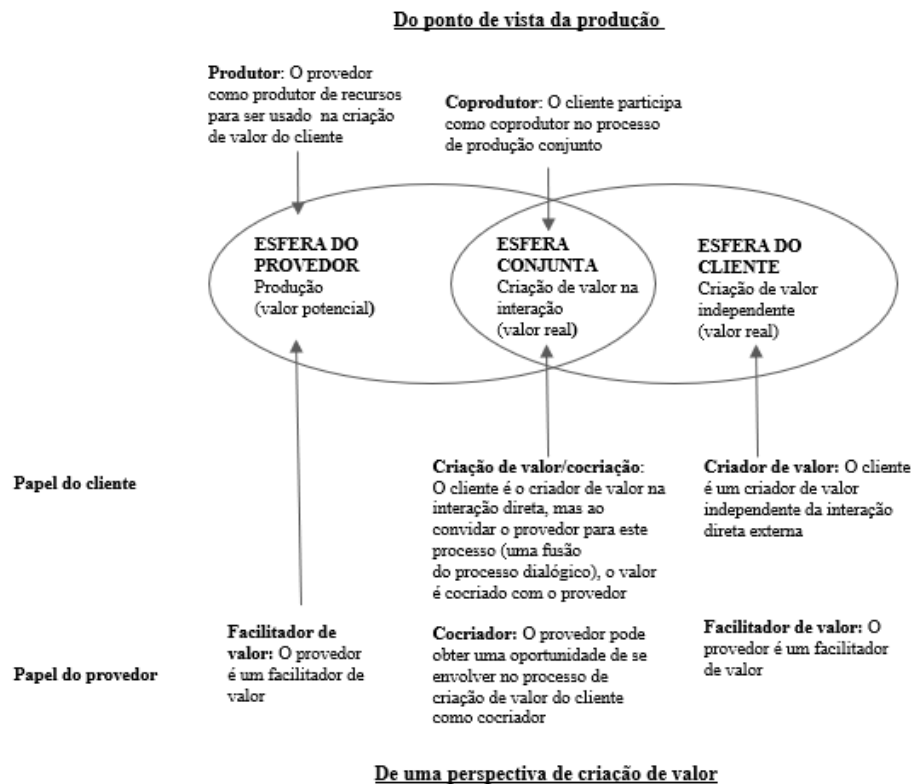 Do ponto de vista da produção
Produtor: O provedor
como produtor de recursos
para ser usado na criação
de valor do cliente
Coprodutor: O cliente participa
como coprodutor no processo
de produção conjunto
ESFERA DO
PROVEDOR
Produção
(valor potencial)
ESFERA
CONJUNTA
Criação de valor na
interação
(valor real)
ESFERA DO
CLIENTE
Criação de valor
independente
(valor real)
Papel do cliente
Criação de valor/cocriação:
O cliente é o criador de valor na
interação direta, mas ao
convidar o provedor para este
processo (uma fusão
do processo dialógico), o valor
é cocriado com o provedor
Criador de valor: O cliente
é um criador de valor
independente da interação
direta externa
Papel do provedor
Facilitador de
valor: O provedor
é um facilitador de
valor
Cocriador: O provedor pode
obter uma oportunidade de se
envolver no processo de
criação de valor do cliente
como cocriador
Facilitador de valor: O
provedor é um facilitador
de valor
De uma perspectiva de criação de valor